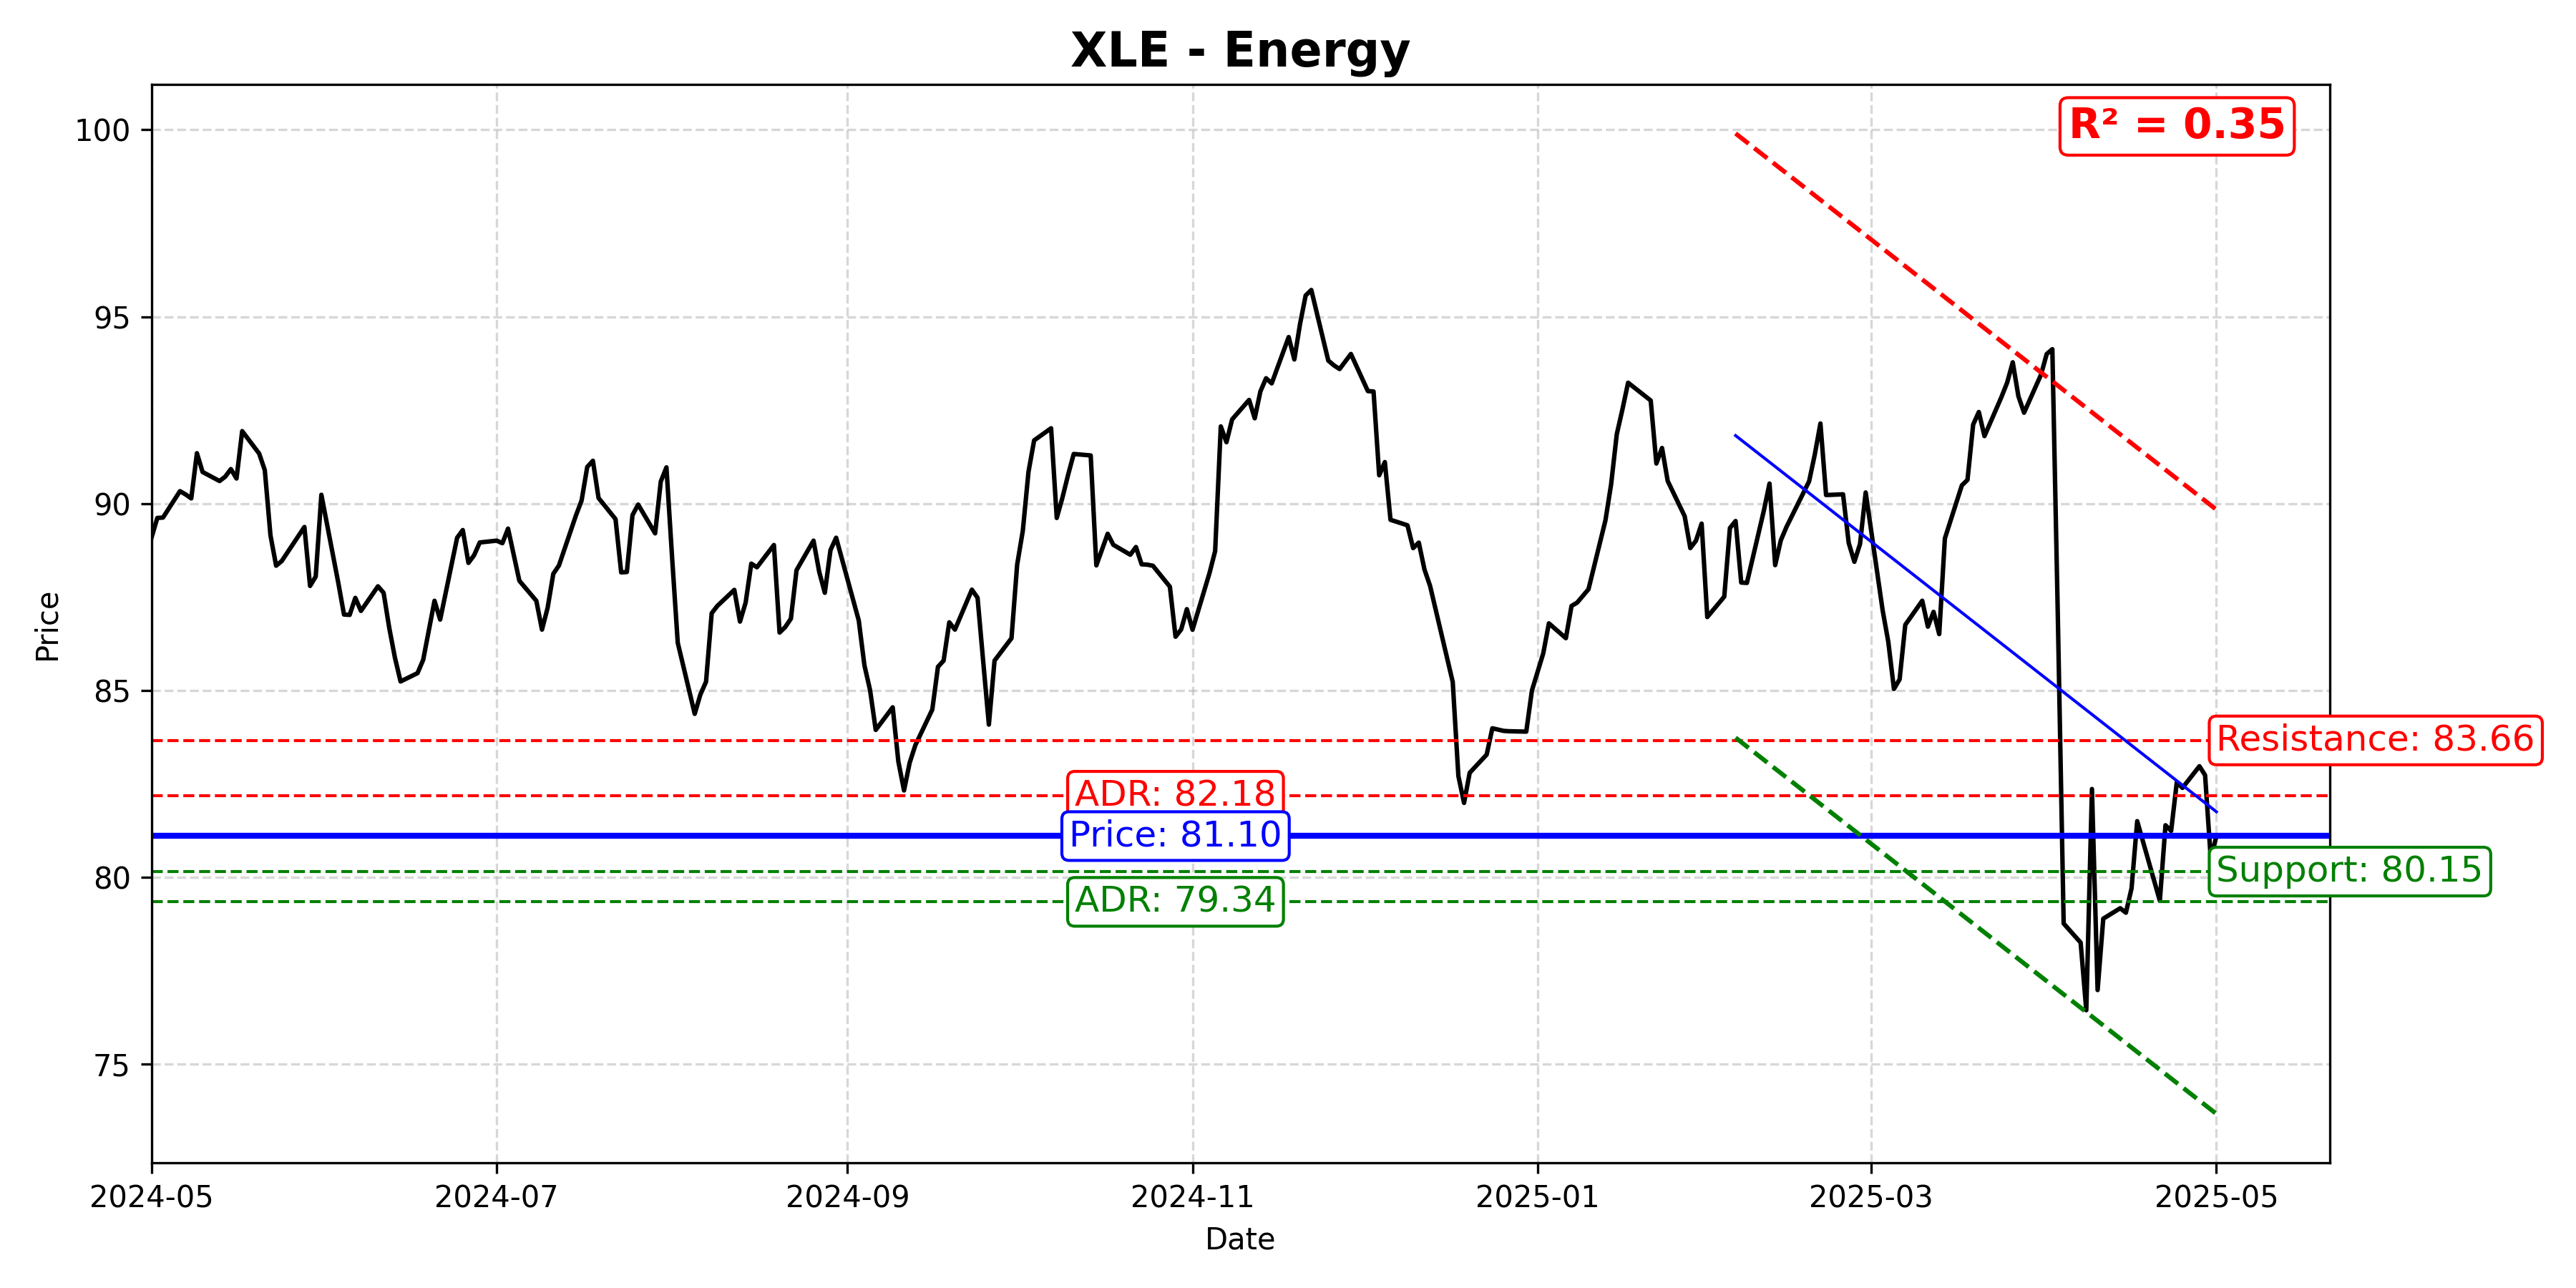 XLE - Energy
R² = 0.35
100
95
90
85
80
75
Price
Resistance: 83.66
ADR: 82.18
Price: 81.10
Support: 80.15
ADR: 79.34
2024-05
2024-07
2024-09
2024-11
2025-01
2025-03
2025-05
Date